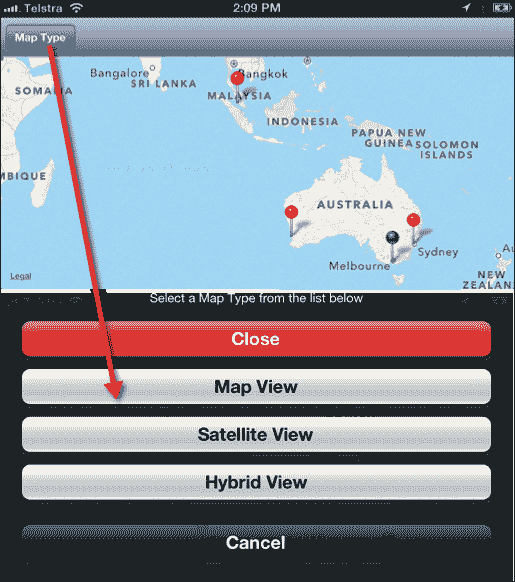 Telstra 2:09 PM
Map Type
Bangalore Bangkok
SOMALIA SRI LANKA
MALAYSIA
INDONESIA
PAPUA NEW
GUINEA SOLOMON
ISLANDS
MBIQUE
AUSTRALIA
Sydney
Melbourne Au
Legal NEW
ZEALAN
Select a Map Type from the list below
Close
Map View
Satellite View
Hybrid View
Cancel